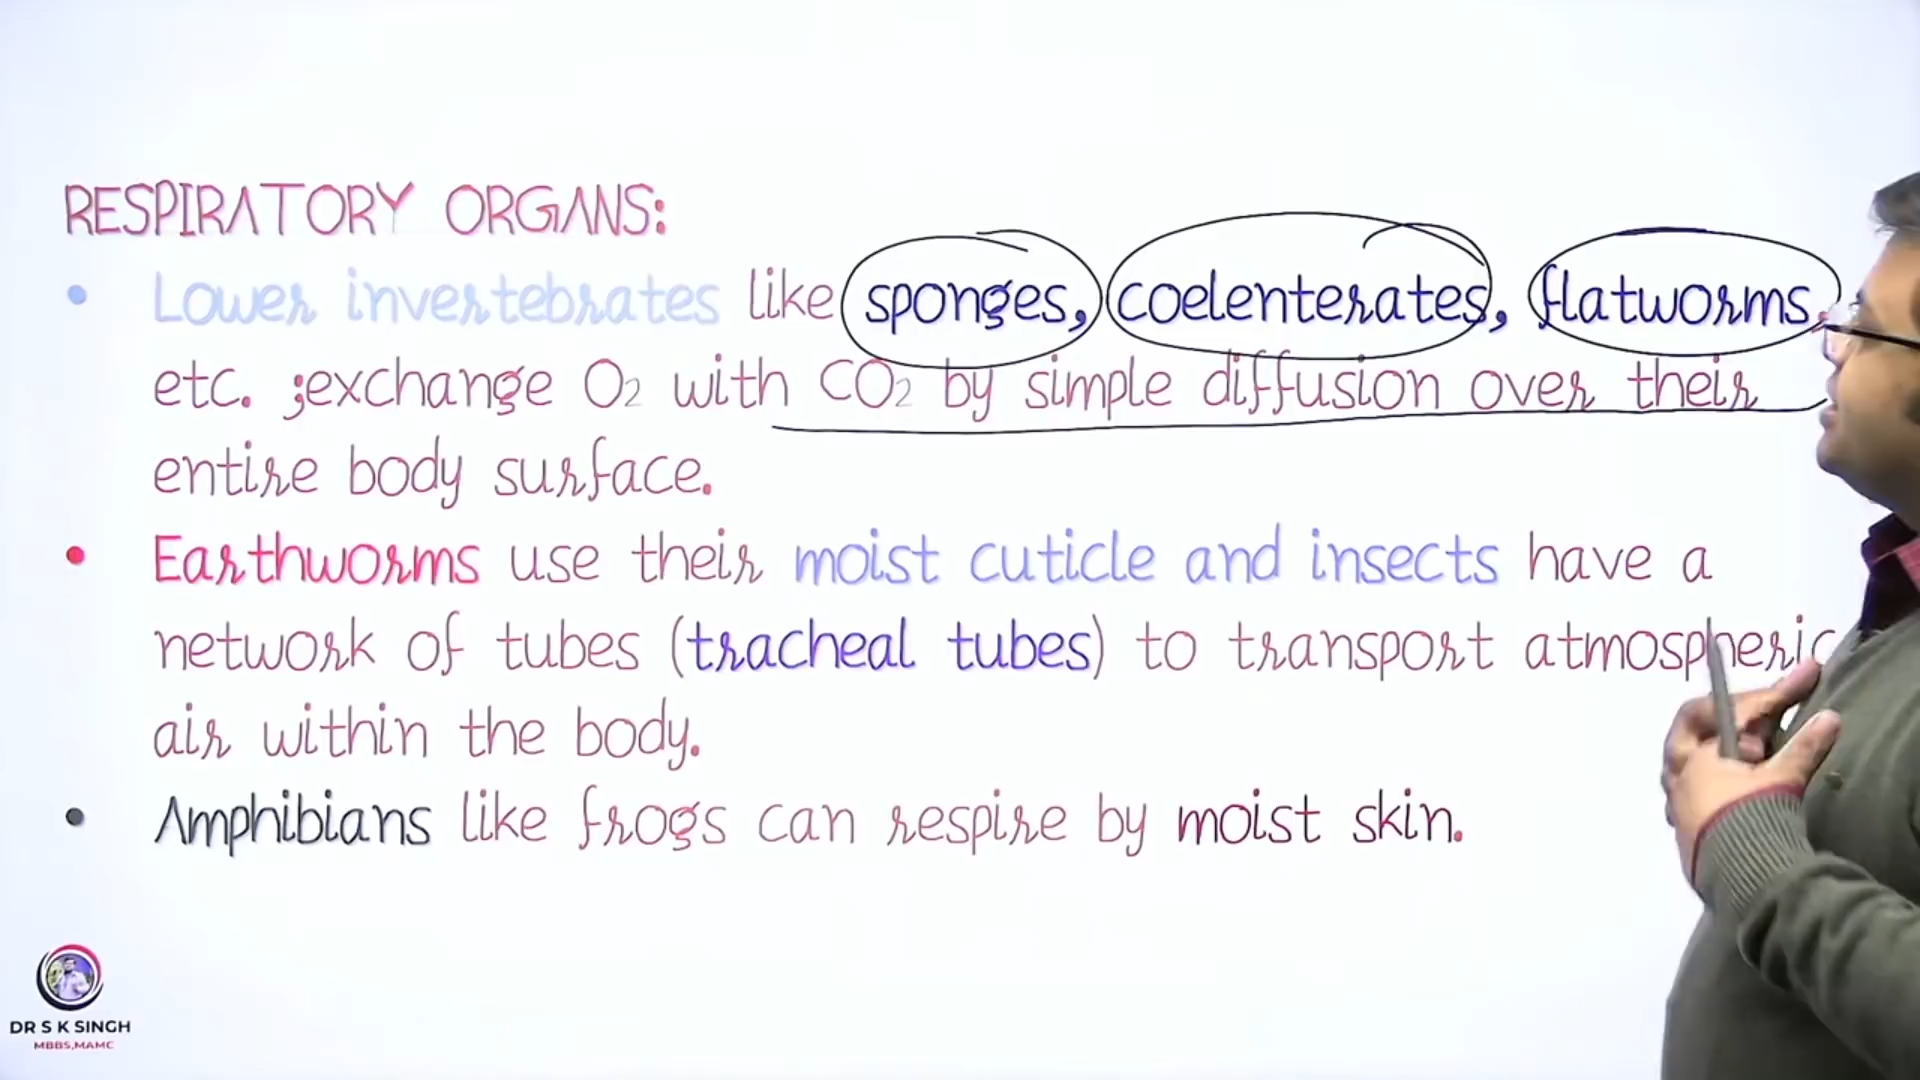 RESPIRATORY ORGANS:
• Lower invertebrates like sponges, coelenterates, flatworms,
etc. ;exchange O₂ with CO₂ by simple diffusion over their
entire body surface.
• Earthworms use their moist cuticle and insects have a
network of tubes (tracheal tubes) to transport atmospheric
air within the body.
• Amphibians like frogs can respire by moist skin.
DR S K SINGH
MBBS,MAMC